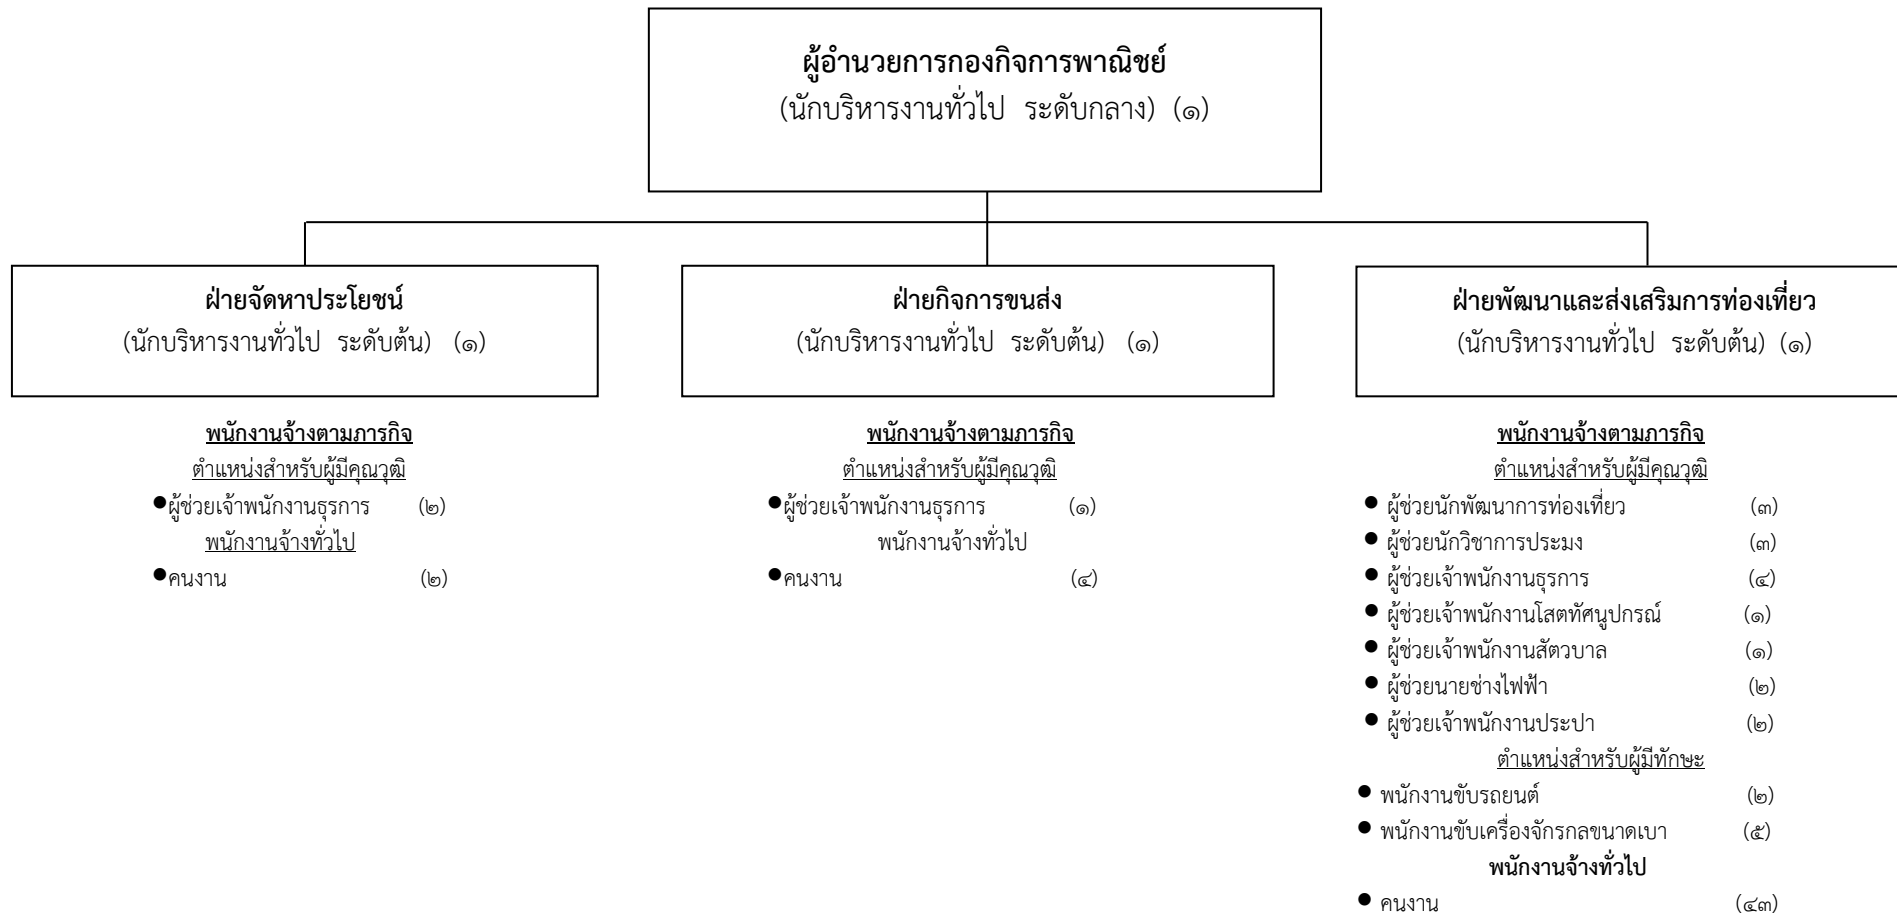 ผู้อำนวยการกองกิจการพาณิชย์
(นักบริหารงานทั่วไป ระดับกลาง) (๑)
ฝ่ายจัดหาประโยชน์
(นักบริหารงานทั่วไป ระดับต้น) (๑)
พนักงานจ้างตามภารกิจ
ตำแหน่งสำหรับผู้มีคุณวุฒิ
●ผู้ช่วยเจ้าพนักงานธุรการ (๒)
พนักงานจ้างทั่วไป
●คนงาน (๒)
ฝ่ายกิจการขนส่ง
(นักบริหารงานทั่วไป ระดับต้น) (๑)
พนักงานจ้างตามภารกิจ
ตำแหน่งสำหรับผู้มีคุณวุฒิ
●ผู้ช่วยเจ้าพนักงานธุรการ (๑)
พนักงานจ้างทั่วไป
●คนงาน (๔)
ฝ่ายพัฒนาและส่งเสริมการท่องเที่ยว
(นักบริหารงานทั่วไป ระดับต้น) (๑)
พนักงานจ้างตามภารกิจ
ตำแหน่งสำหรับผู้มีคุณวุฒิ
● ผู้ช่วยนักพัฒนาการท่องเที่ยว (๓)
● ผู้ช่วยนักวิชาการประมง (๓)
● ผู้ช่วยเจ้าพนักงานธุรการ (๔)
● ผู้ช่วยเจ้าพนักงานโสตทัศนูปกรณ์ (๑)
● ผู้ช่วยเจ้าพนักงานสัตวบาล (๑)
● ผู้ช่วยนายช่างไฟฟ้า (๒)
● ผู้ช่วยเจ้าพนักงานประปา (๒)
ตำแหน่งสำหรับผู้มีทักษะ
● พนักงานขับรถยนต์ (๒)
● พนักงานขับเครื่องจักรกลขนาดเบา (๕)
พนักงานจ้างทั่วไป
● คนงาน (๔๓)